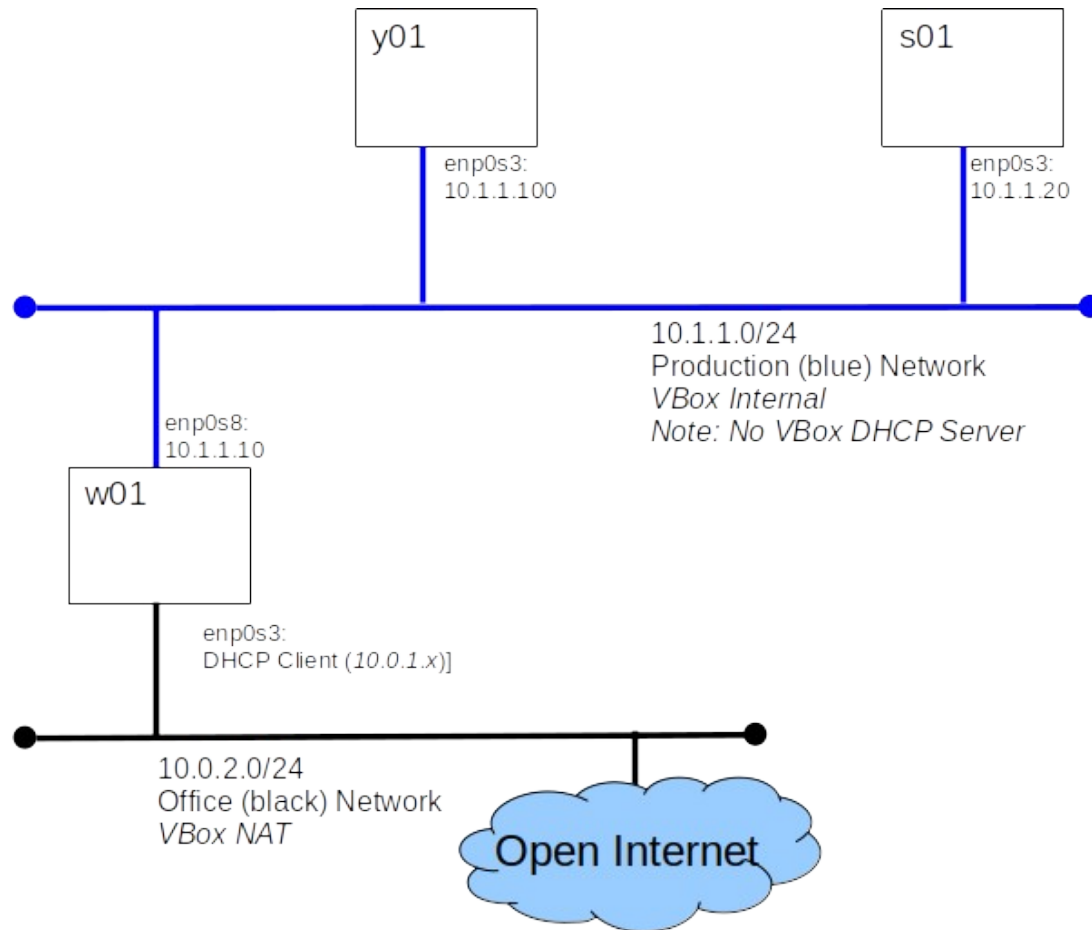 y01
s01
enp0s3:
10.1.1.100
enp0s3:
10.1.1.20
10.1.1.0/24
Production (blue) Network
VBox Internal
Note: No VBox DHCP Server
enp0s8:
10.1.1.10
w01
enp0s3:
DHCP Client (10.0.1.x)]
10.0.2.0/24
Office (black) Network
VBox NAT
Open Internet